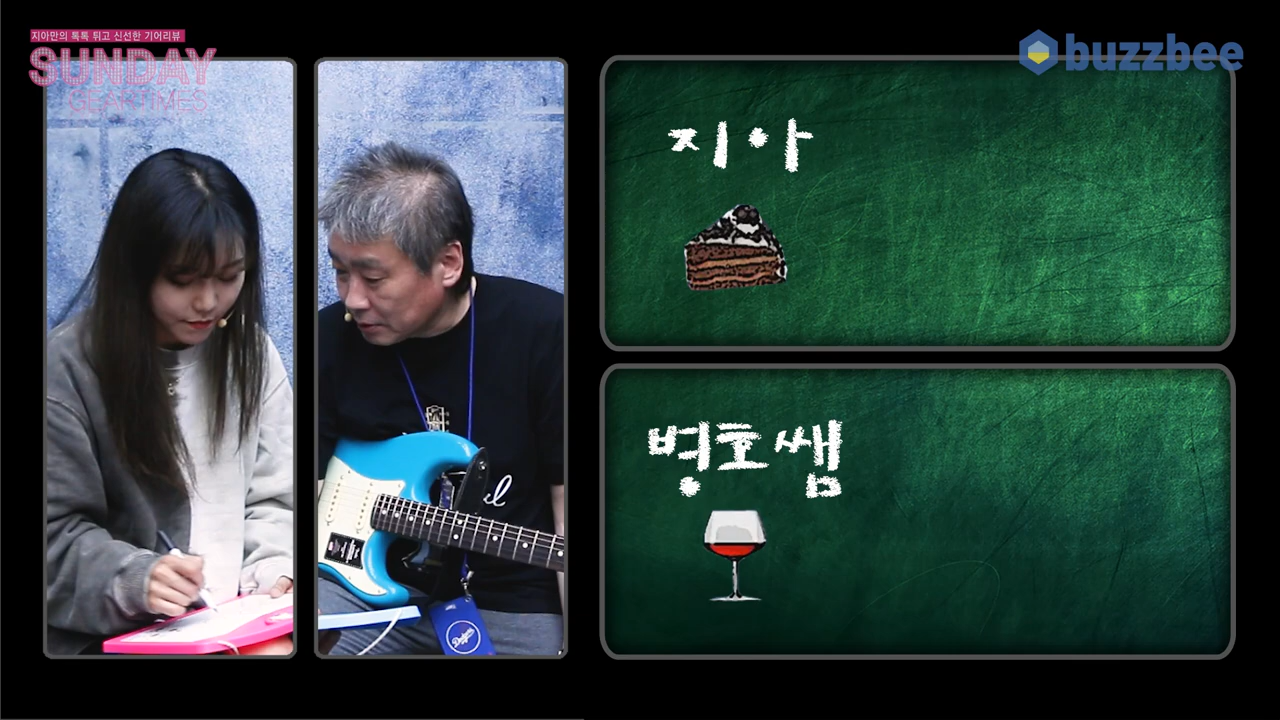 지아만의 톡톡 튀고 신선한 기어리뷰
SUNDAY
GEARTIMES
buzzbee
지아
병호쌤
Dodgers